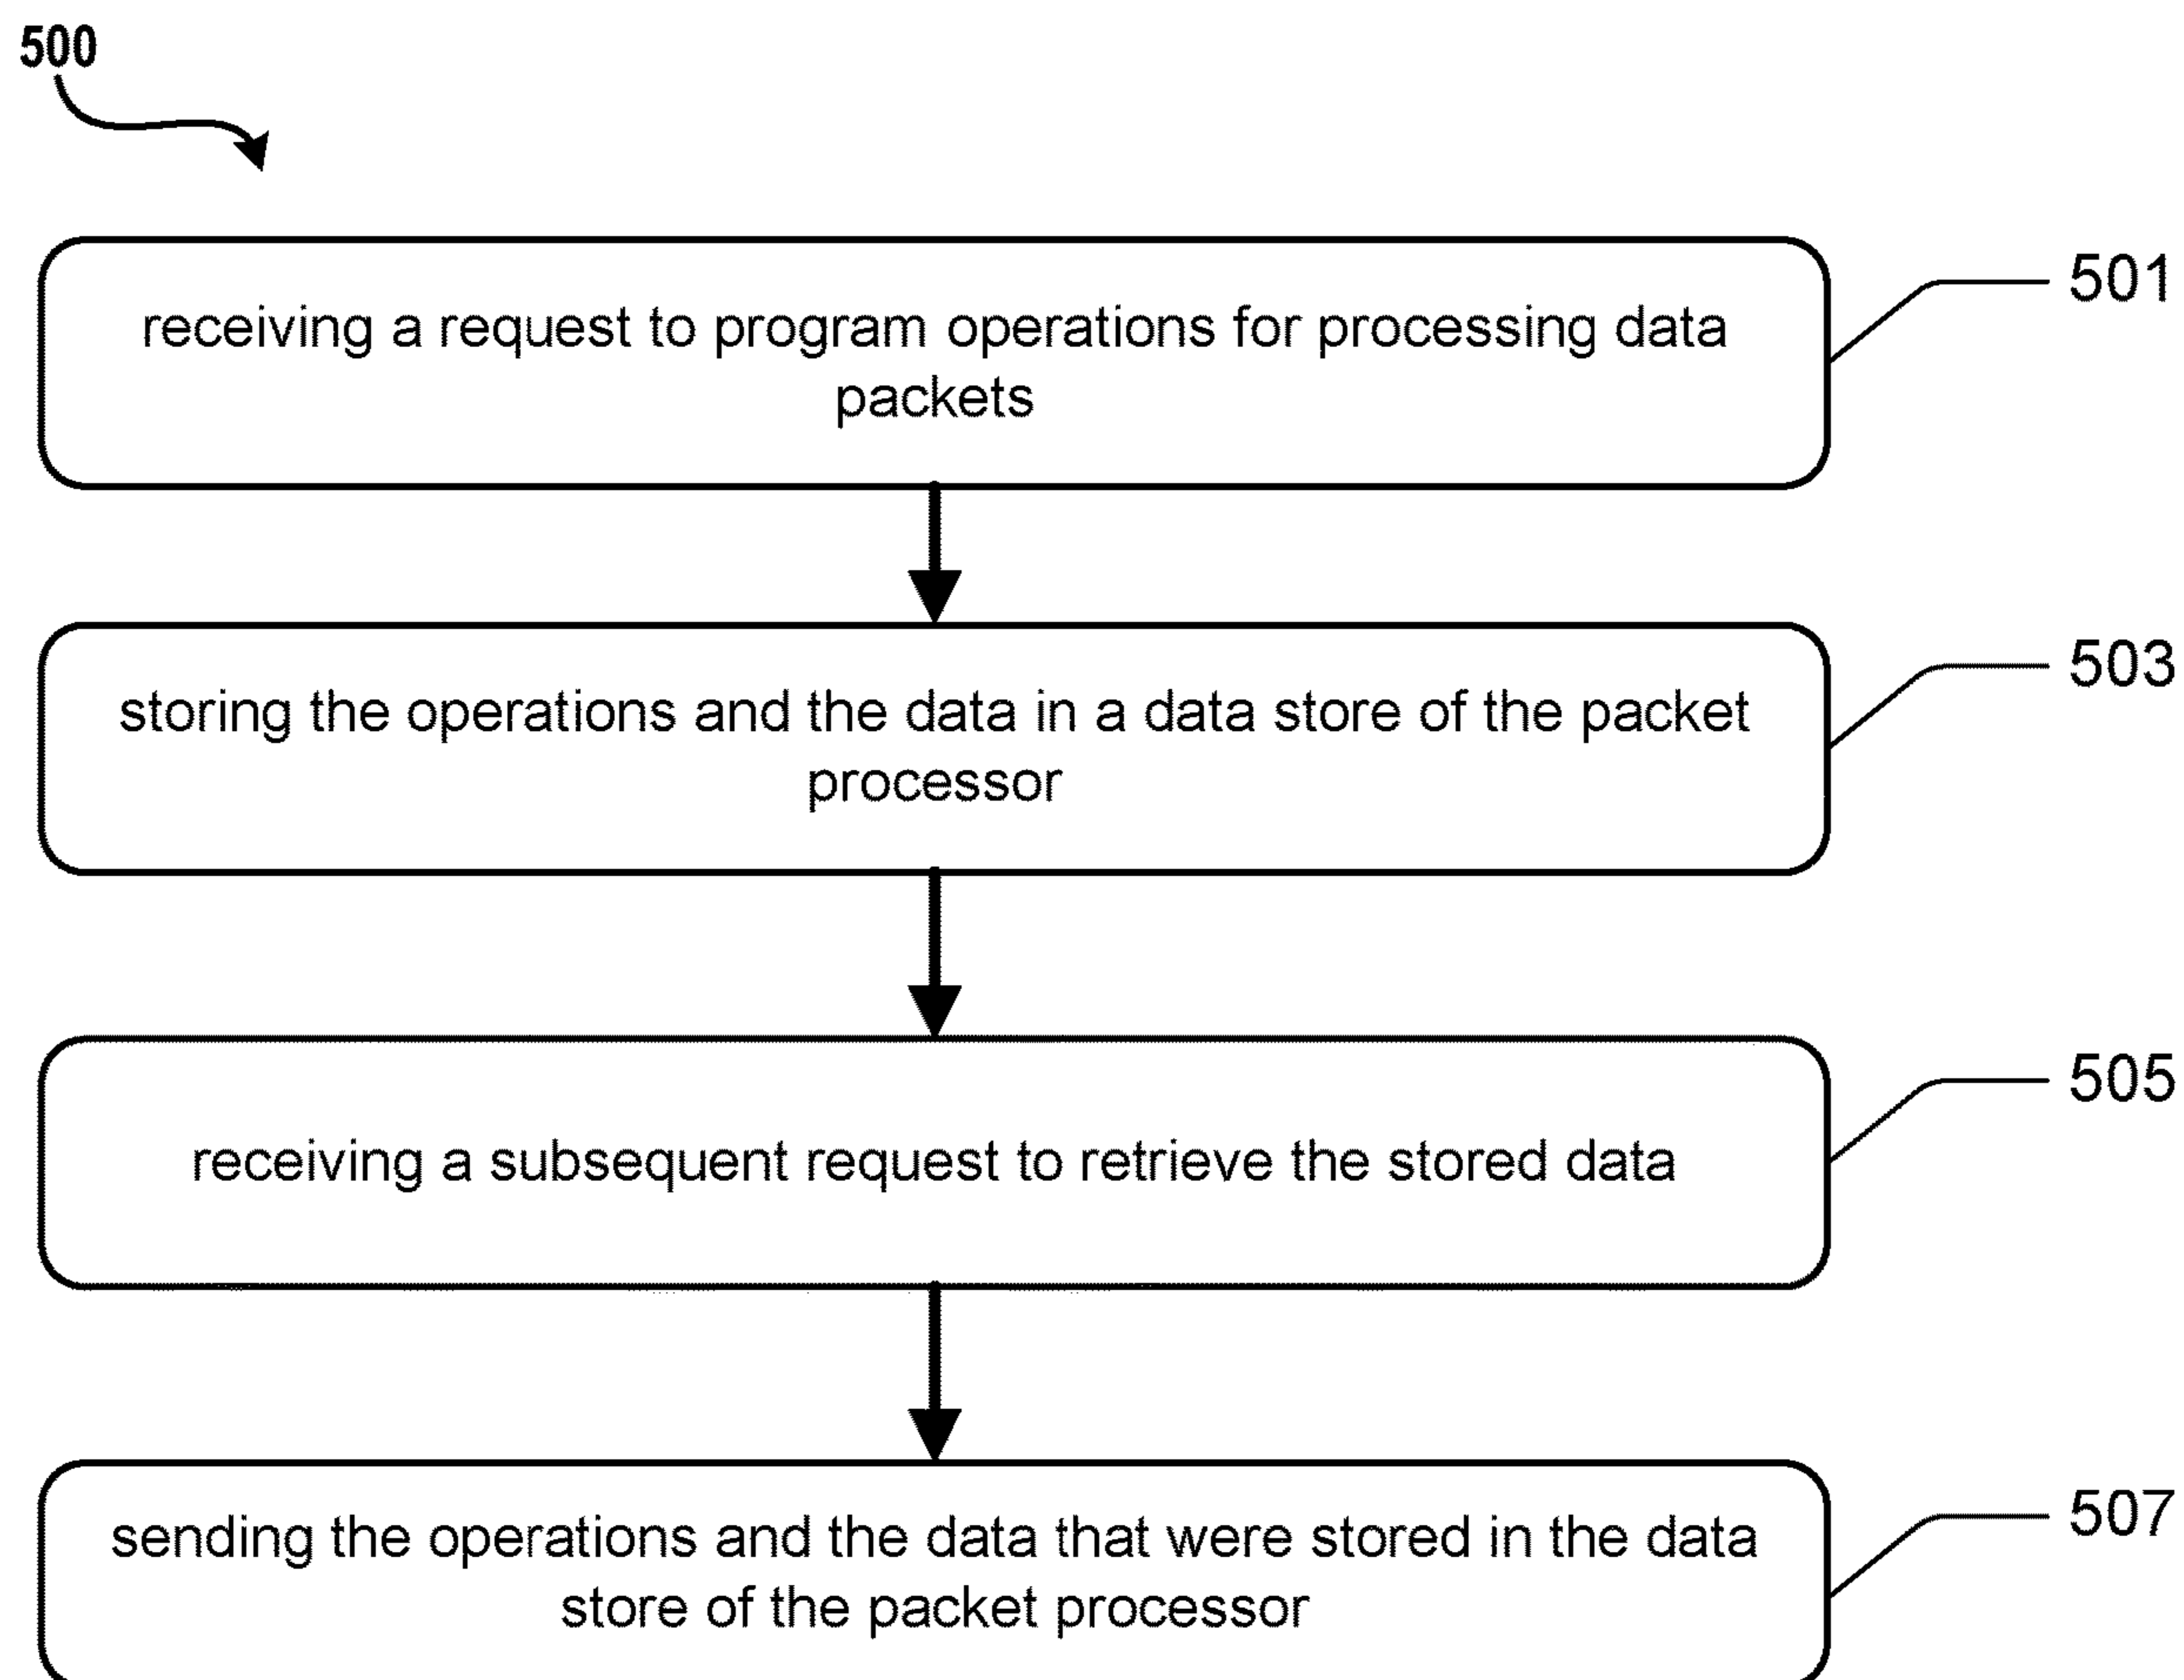 500
receiving a request to program operations for processing data
packets
501
storing the operations and the data in a data store of the packet
processor
503
receiving a subsequent request to retrieve the stored data
505
sending the operations and the data that were stored in the data
store of the packet processor
507